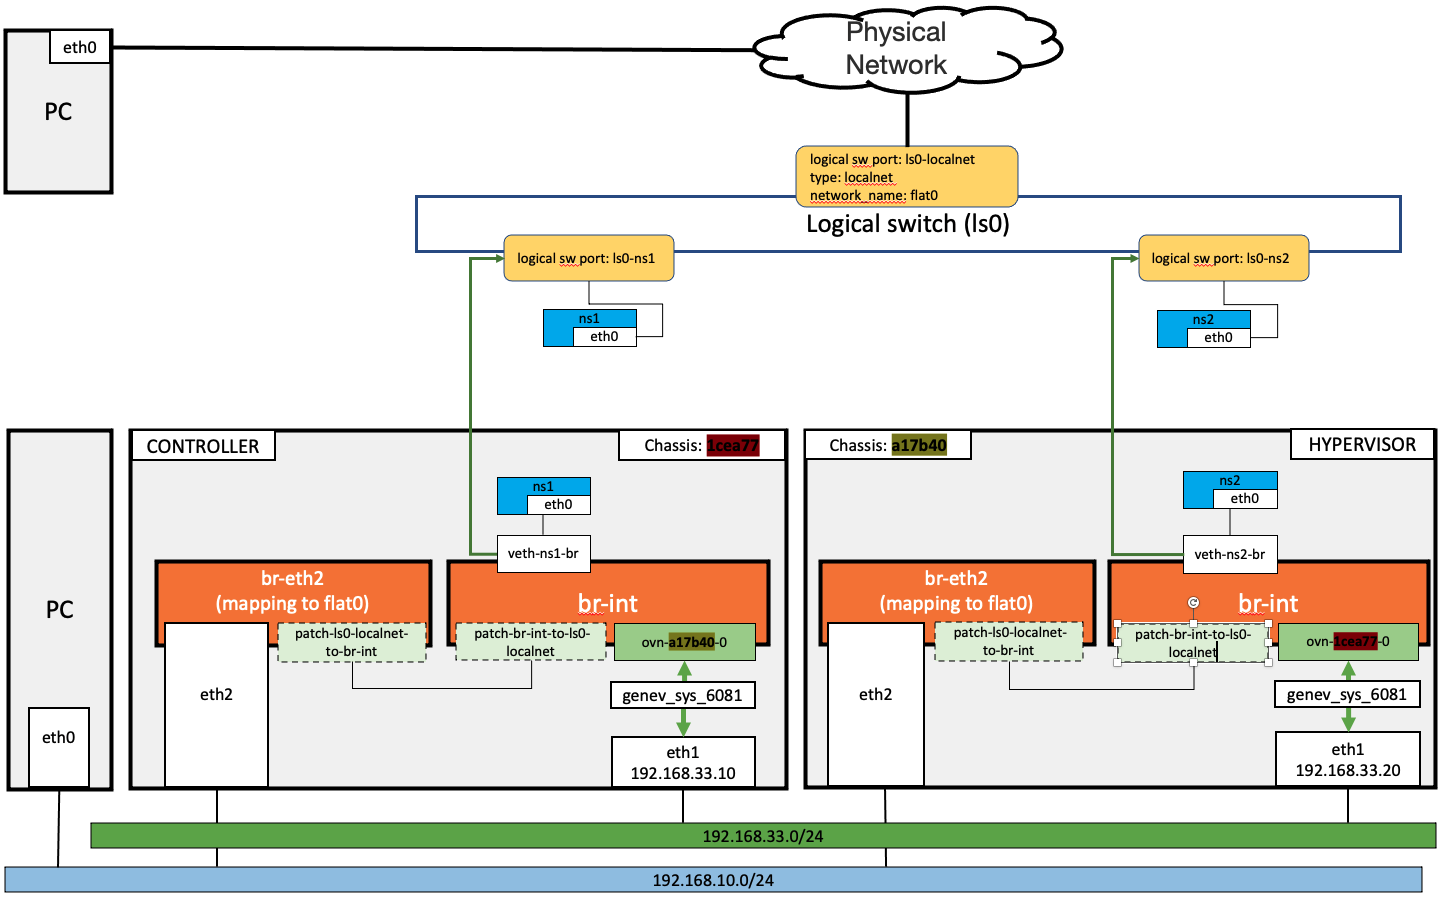 eth0
PC
Physical
Network
logical sw port: ls0-localnet
type: localnet
network_name: flat0
Logical switch (ls0)
logical sw port: ls0-ns1
logical sw port: ls0-ns2
ns1
eth0
ns2
eth0
PC
eth0
CONTROLLER
Chassis: 1cea77
ns1
eth0
veth-ns1-br
br-eth2
(mapping to flat0)
br-int
patch-ls0-localnet-
to-br-int
patch-br-int-to-ls0-
localnet
ovn-a17b40-0
eth2
genev_sys_6081
eth1
192.168.33.10
Chassis: a17b40
HYPERVISOR
ns2
eth0
veth-ns2-br
br-eth2
(mapping to flat0)
br-int
patch-ls0-localnet-
to-br-int
patch-br-int-to-ls0-
localnet
ovn-1cea77-0
eth2
genev_sys_6081
eth1
192.168.33.20
192.168.33.0/24
192.168.10.0/24